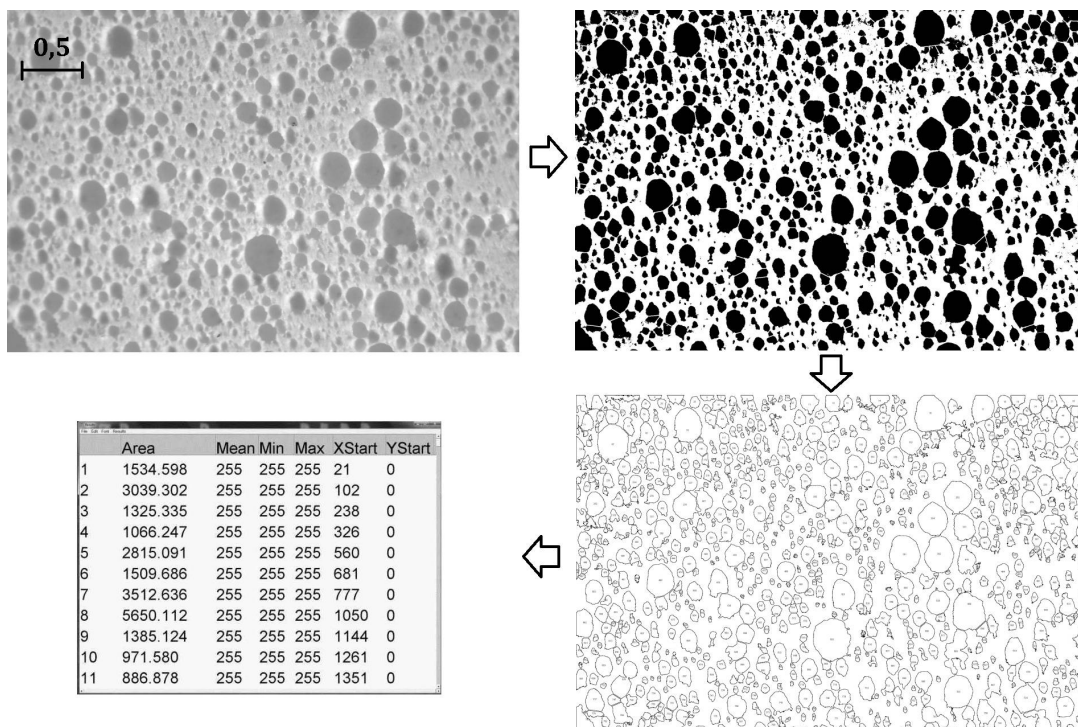 0,5
File Edit Font Results
Area Mean Min Max XStart YStart
1 1534.598 255 255 255 21 0
2 3039.302 255 255 255 102 0
3 1325.335 255 255 255 238 0
4 1066.247 255 255 255 326 0
5 2815.091 255 255 255 560 0
6 1509.686 255 255 255 681 0
7 3512.636 255 255 255 777 0
8 5650.112 255 255 255 1050 0
9 1385.124 255 255 255 1144 0
10 971.580 255 255 255 1261 0
11 886.878 255 255 255 1351 0